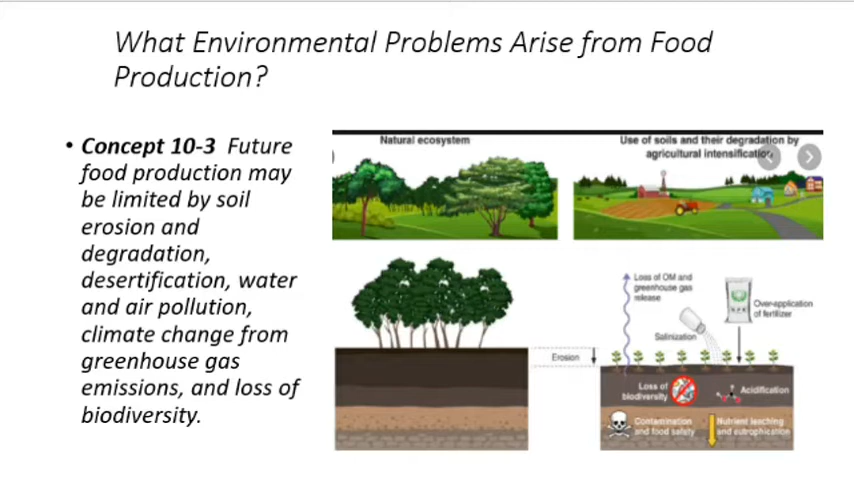 What Environmental Problems Arise from Food
Production?
• Concept 10-3 Future
food production may
be limited by soil
erosion and
degradation,
desertification, water
and air pollution,
climate change from
greenhouse gas
emissions, and loss of
biodiversity.
Natural ecosystem
Use of soils and their degradation by
agricultural intensification
Loss of OM and
greenhouse gas
release
Over-application
of fertilizer
Salinization
Erosion
Loss of
biodiversity
Acidification
Contamination
and food safety
Nutrient leaching
and eutrophication